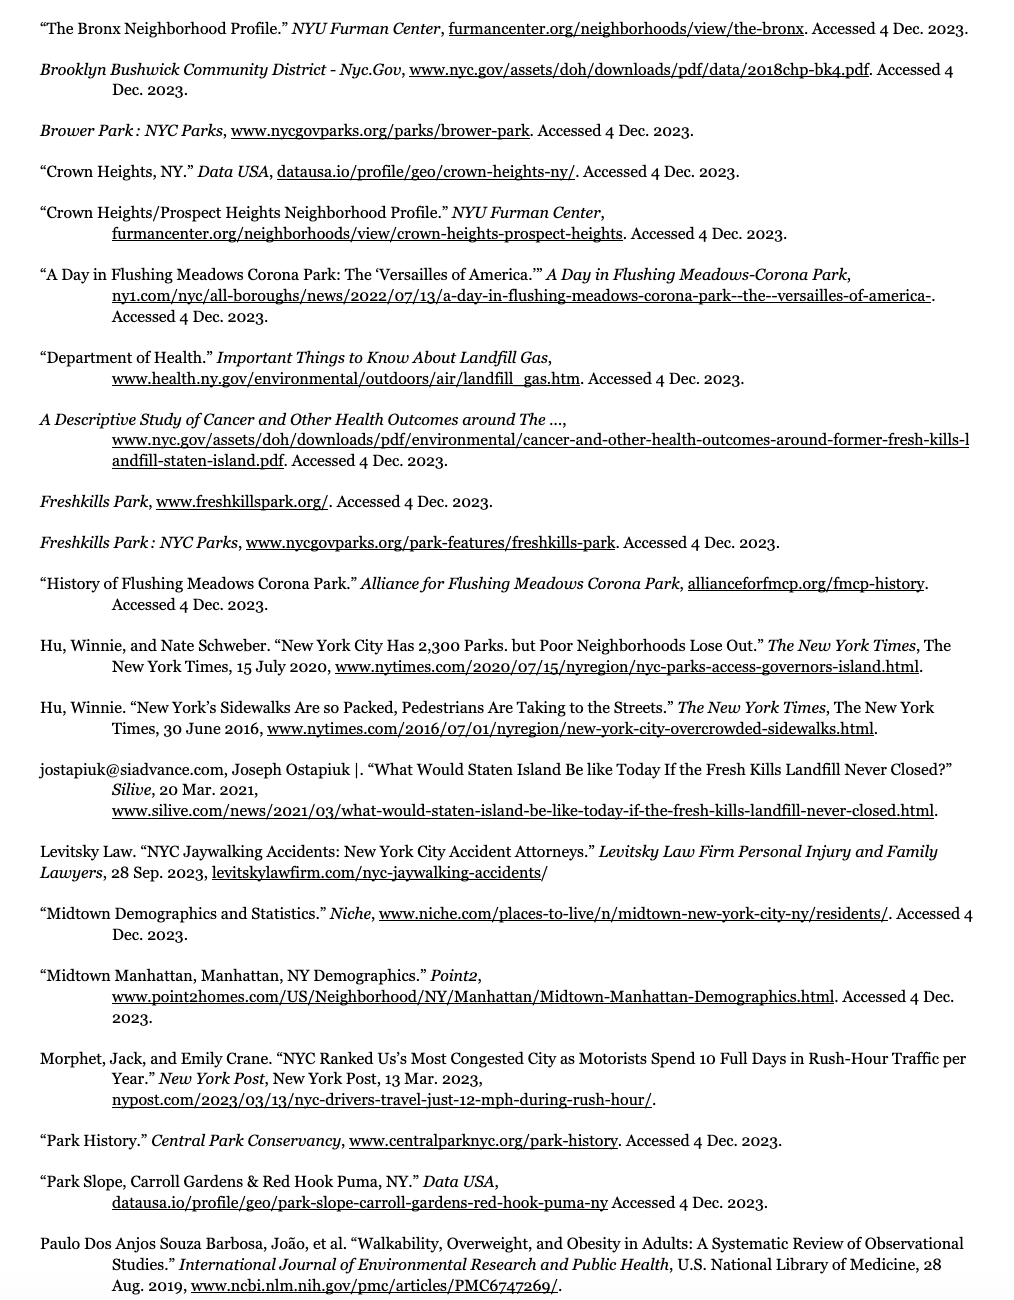 “The Bronx Neighborhood Profile.” NYU Furman Center, furmancenter.org/neighborhoods/view/the-bronx. Accessed 4 Dec. 2023.
Brooklyn Bushwick Community District - Nyc.Gov, www.nyc.gov/assets/doh/downloads/pdf/data/2018chp-bk4.pdf. Accessed 4
Dec. 2023.
Brower Park : NYC Parks, www.nycgovparks.org/parks/brower-park. Accessed 4 Dec. 2023.
“Crown Heights, NY.” Data USA, datausa.io/profile/geo/crown-heights-ny/. Accessed 4 Dec. 2023.
“Crown Heights/Prospect Heights Neighborhood Profile.” NYU Furman Center,
furmancenter.org/neighborhoods/view/crown-heights-prospect-heights. Accessed 4 Dec. 2023.
“A Day in Flushing Meadows Corona Park: The ‘Versailles of America.’” A Day in Flushing Meadows-Corona Park,
ny1.com/nyc/all-boroughs/news/2022/07/13/a-day-in-flushing-meadows-corona-park--the--versailles-of-america-.
Accessed 4 Dec. 2023.
“Department of Health.” Important Things to Know About Landfill Gas,
www.health.ny.gov/environmental/outdoors/air/landfill_gas.htm. Accessed 4 Dec. 2023.
A Descriptive Study of Cancer and Other Health Outcomes around The ...,
www.nyc.gov/assets/doh/downloads/pdf/environmental/cancer-and-other-health-outcomes-around-former-fresh-kills-l
andfill-staten-island.pdf. Accessed 4 Dec. 2023.
Freshkills Park, www.freshkillspark.org/. Accessed 4 Dec. 2023.
Freshkills Park : NYC Parks, www.nycgovparks.org/park-features/freshkills-park. Accessed 4 Dec. 2023.
“History of Flushing Meadows Corona Park.” Alliance for Flushing Meadows Corona Park, allianceforfmcp.org/fmcp-history.
Accessed 4 Dec. 2023.
Hu, Winnie, and Nate Schweber. “New York City Has 2,300 Parks. but Poor Neighborhoods Lose Out.” The New York Times, The
New York Times, 15 July 2020, www.nytimes.com/2020/07/15/nyregion/nyc-parks-access-governors-island.html.
Hu, Winnie. “New York’s Sidewalks Are so Packed, Pedestrians Are Taking to the Streets.” The New York Times, The New York
Times, 30 June 2016, www.nytimes.com/2016/07/01/nyregion/new-york-city-overcrowded-sidewalks.html.
jostapiuk@siadvance.com, Joseph Ostapiuk |. “What Would Staten Island Be like Today If the Fresh Kills Landfill Never Closed?”
Silive, 20 Mar. 2021,
www.silive.com/news/2021/03/what-would-staten-island-be-like-today-if-the-fresh-kills-landfill-never-closed.html.
Levitsky Law. “NYC Jaywalking Accidents: New York City Accident Attorneys.” Levitsky Law Firm Personal Injury and Family
Lawyers, 28 Sep. 2023, levitskylawfirm.com/nyc-jaywalking-accidents/
“Midtown Demographics and Statistics.” Niche, www.niche.com/places-to-live/n/midtown-new-york-city-ny/residents/. Accessed 4
Dec. 2023.
“Midtown Manhattan, Manhattan, NY Demographics.” Point2,
www.point2homes.com/US/Neighborhood/NY/Manhattan/Midtown-Manhattan-Demographics.html. Accessed 4 Dec.
2023.
Morphet, Jack, and Emily Crane. “NYC Ranked Us’s Most Congested City as Motorists Spend 10 Full Days in Rush-Hour Traffic per
Year.” New York Post, New York Post, 13 Mar. 2023,
nypost.com/2023/03/13/nyc-drivers-travel-just-12-mph-during-rush-hour/.
“Park History.” Central Park Conservancy, www.centralparknyc.org/park-history. Accessed 4 Dec. 2023.
“Park Slope, Carroll Gardens & Red Hook Puma, NY.” Data USA,
datausa.io/profile/geo/park-slope-carroll-gardens-red-hook-puma-ny Accessed 4 Dec. 2023.
Paulo Dos Anjos Souza Barbosa, João, et al. “Walkability, Overweight, and Obesity in Adults: A Systematic Review of Observational
Studies.” International Journal of Environmental Research and Public Health, U.S. National Library of Medicine, 28
Aug. 2019, www.ncbi.nlm.nih.gov/pmc/articles/PMC6747269/.